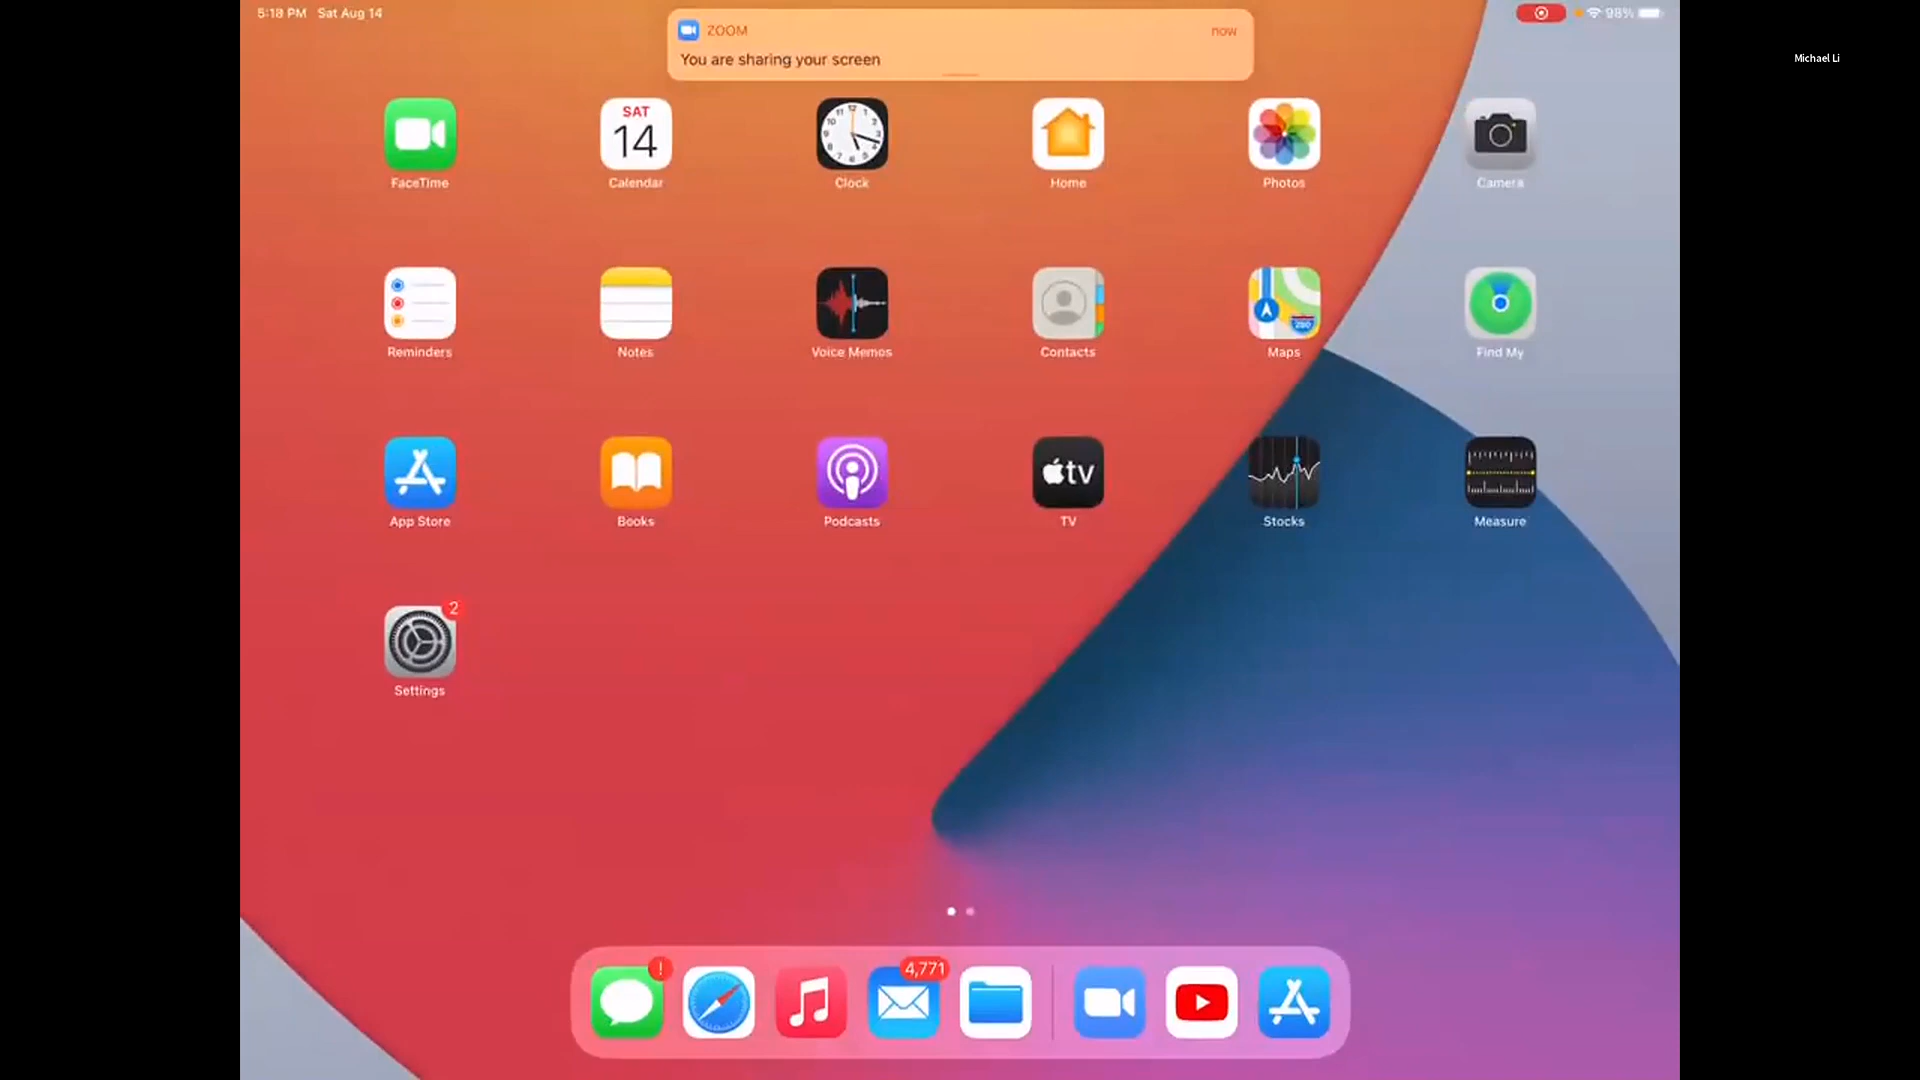 5:18 PM Sat Aug 14
98%
ZOOM
now
You are sharing your screen
Michael Li
SAT
14
FaceTime
Calendar
Clock
Home
Photos
Camera
280
Reminders
Notes
Voice Memos
Contacts
Maps
Find My
tv
App Store
Books
Podcasts
TV
Stocks
Measure
2
Settings
!
4,771